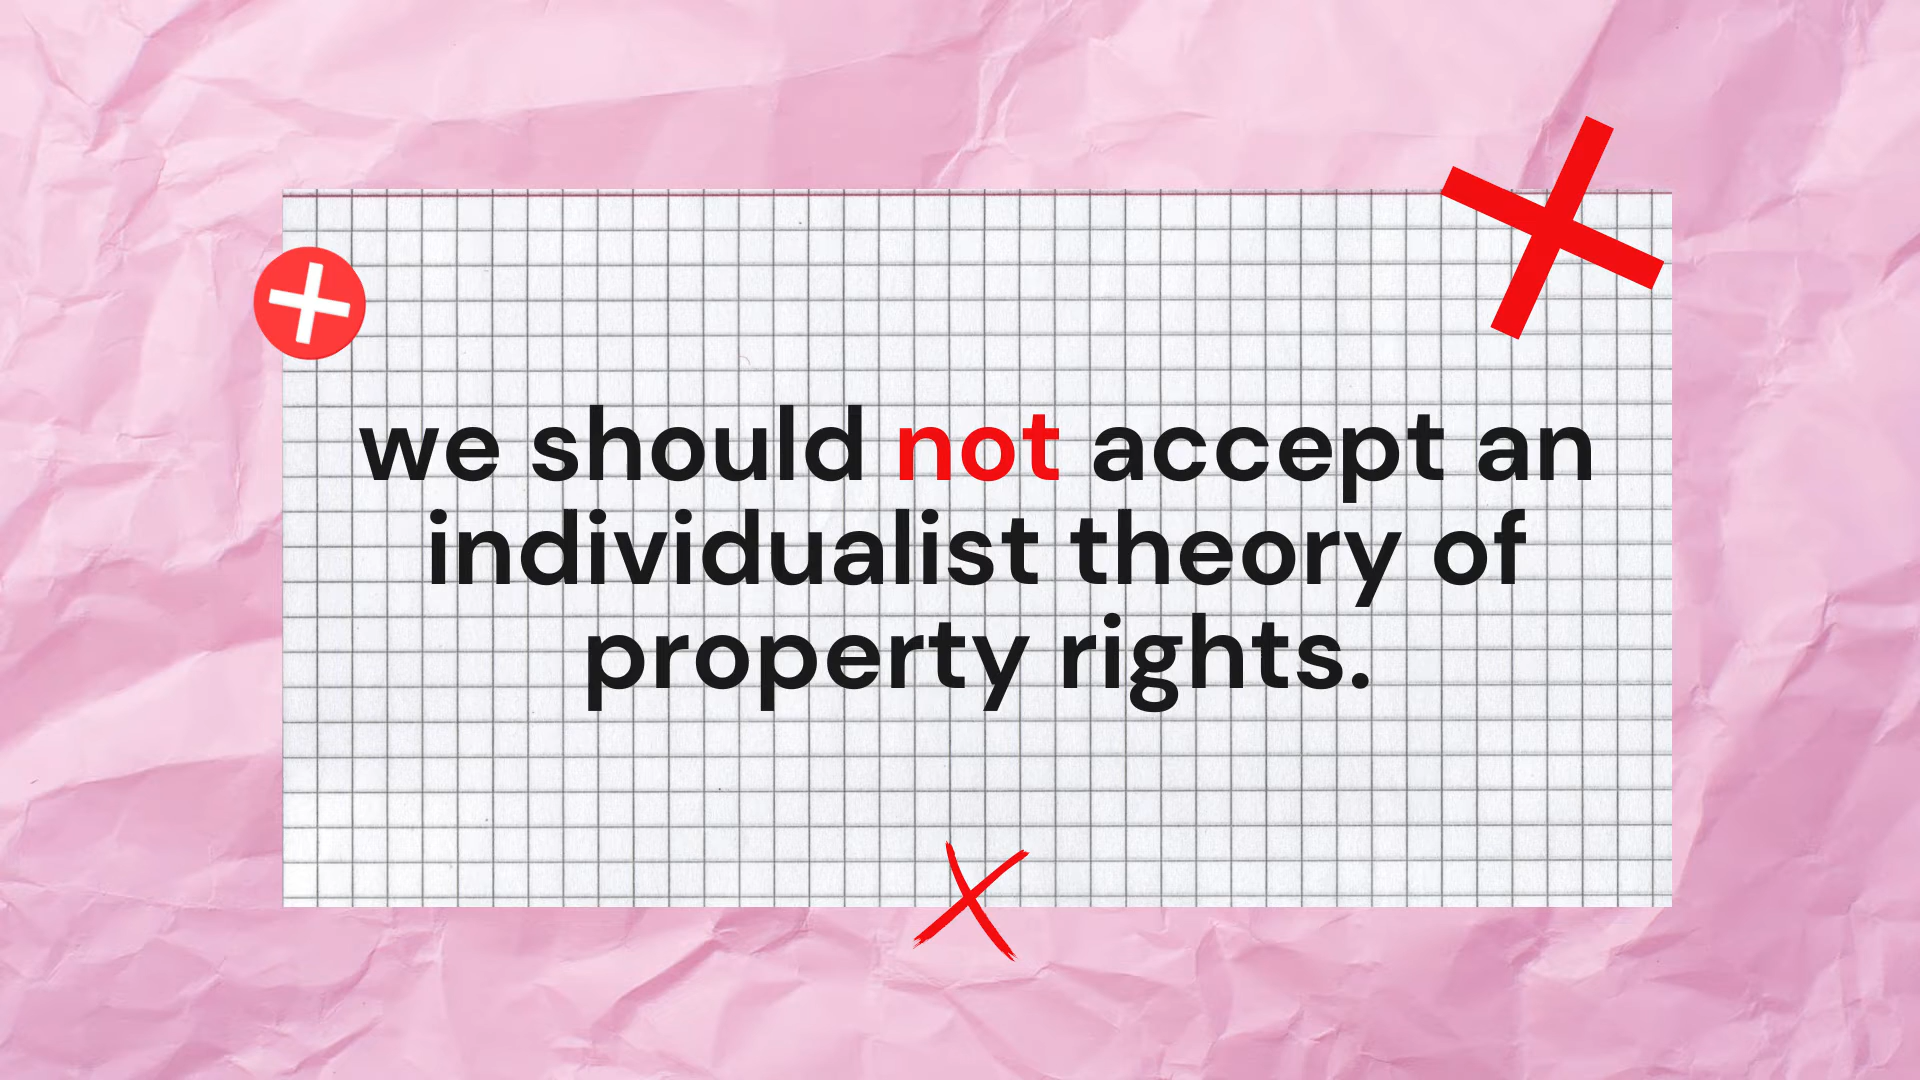 we should not accept an
individualist theory of
property rights.